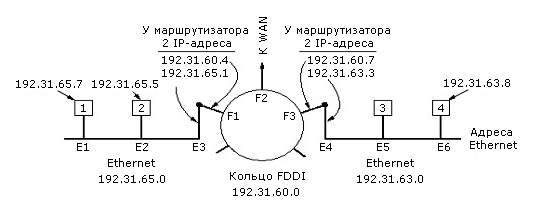 У маршрутизатора
2 IP-адреса
192.31.60.4
192.31.65.1
К WAN
У маршрутизатора
2 IP-адреса
192.31.60.7
192.31.63.3
192.31.65.7
192.31.65.5
192.31.63.8
1
2
F1
F2
F3
3
4
E1
E2
E3
E4
E5
E6
Адреса
Ethernet
Ethernet
192.31.65.0
Кольцо FDDI
192.31.60.0
Ethernet
192.31.63.0